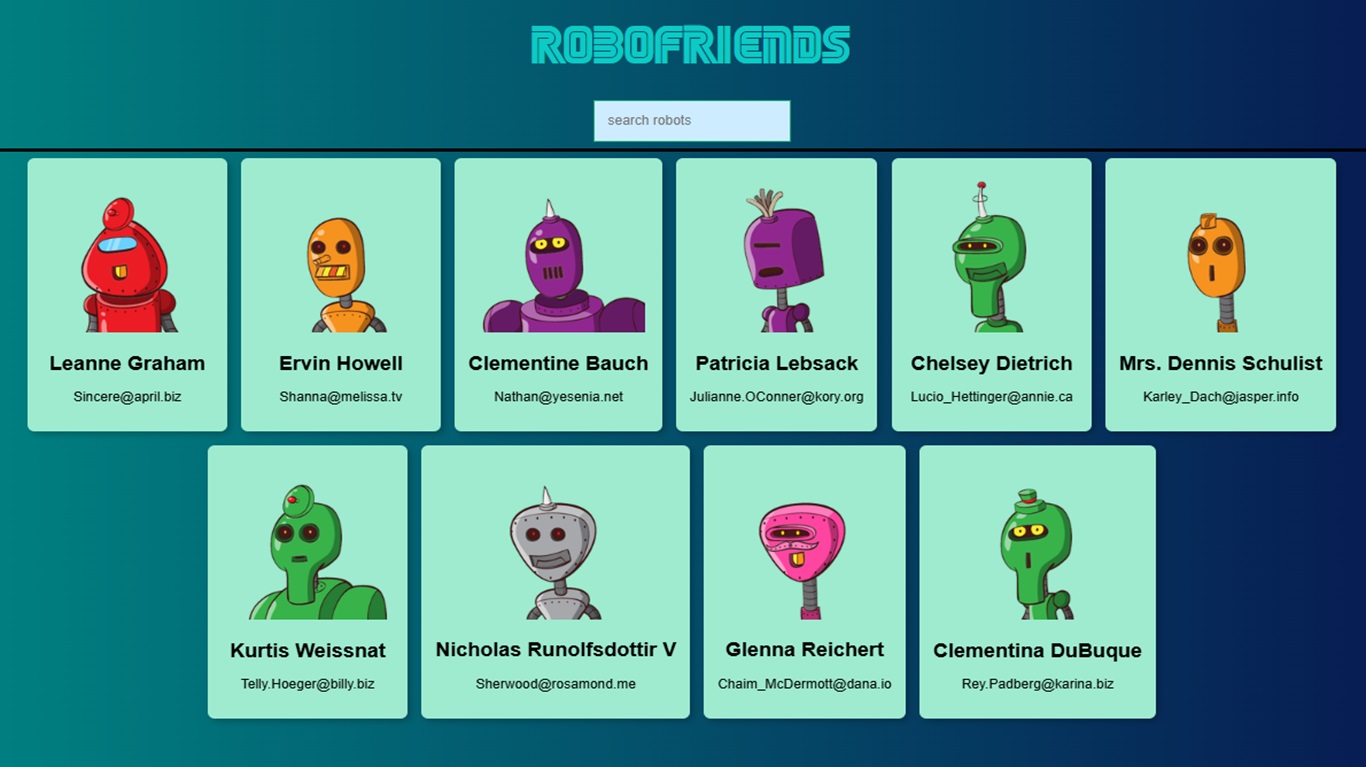 ROBOFRIENDS
search robots
Leanne Graham
Sincere@april.biz
Ervin Howell
Shanna@melissa.tv
Clementine Bauch
Nathan@yesenia.net
Patricia Lebsack
Julianne.OConner@kory.org
Chelsey Dietrich
Lucio_Hettinger@annie.ca
Mrs. Dennis Schulist
Karley_Dach@jasper.info
Kurtis Weissnat
Telly.Hoeger@billy.biz
Nicholas Runolfsdottir V
Sherwood@rosamond.me
Glenna Reichert
Chaim_McDermott@dana.io
Clementina DuBuque
Rey.Padberg@karina.biz